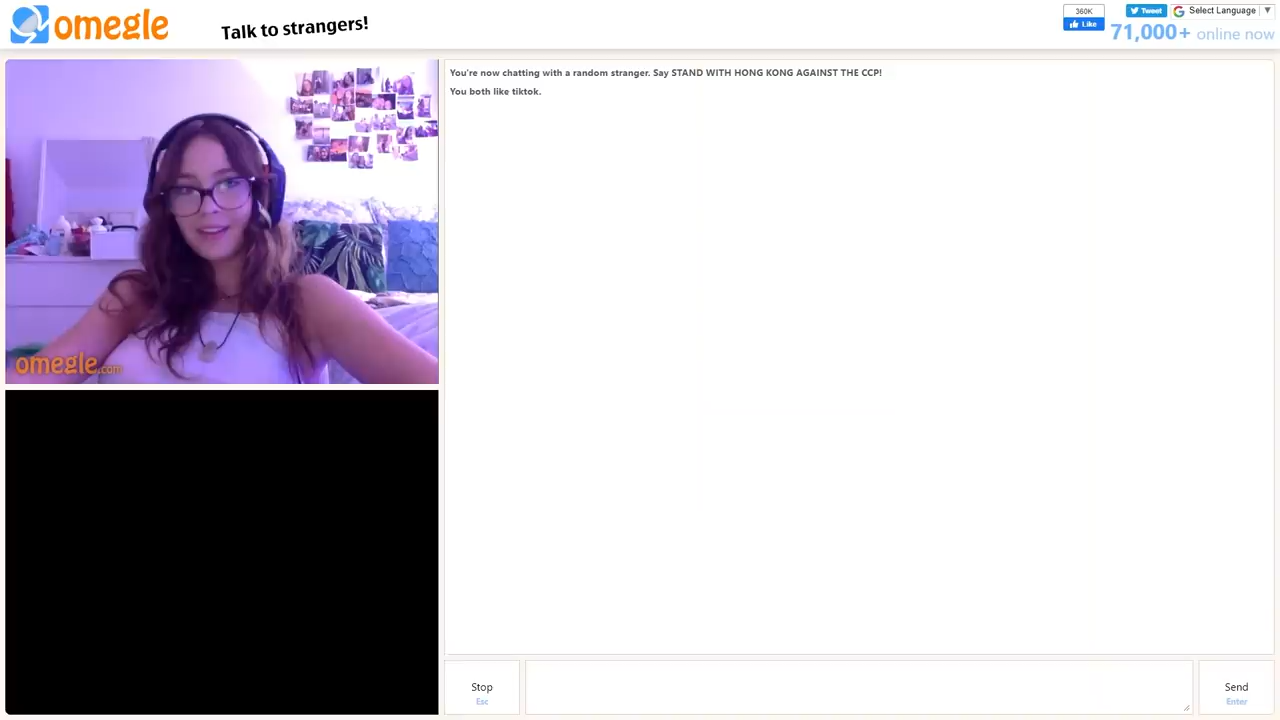 omegle
Talk to strangers!
360K
Like
Tweet
Select Language ▼
71,000+ online now
You're now chatting with a random stranger. Say STAND WITH HONG KONG AGAINST THE CCP!
You both like tiktok.
omegle.com
Stop
Esc
Send
Enter